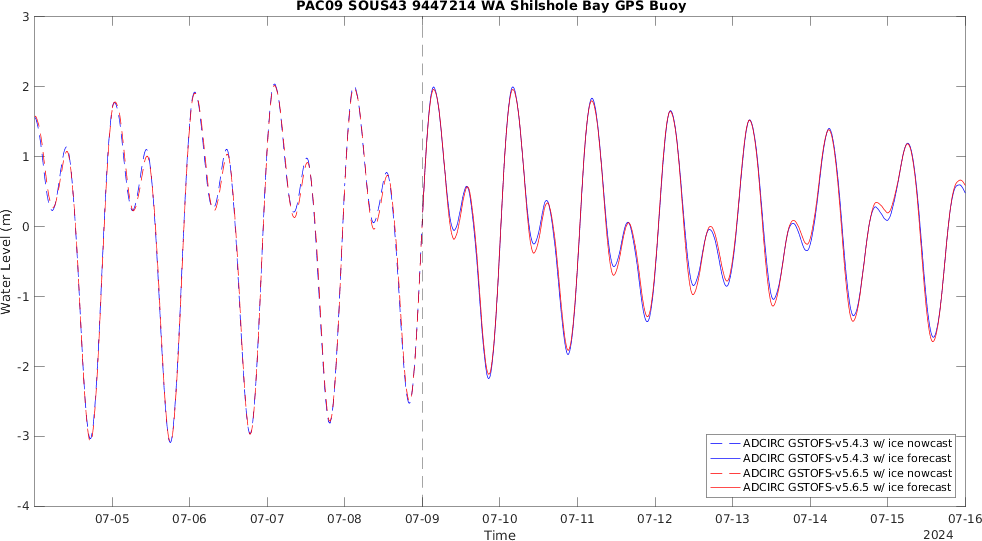 PAC09 SOUS43 9447214 WA Shilshole Bay GPS Buoy
Water Level (m)
3
2
1
0
-1
-2
-3
-4
ADCIRC GSTOFS-v5.4.3 w/ ice nowcast
ADCIRC GSTOFS-v5.4.3 w/ ice forecast
ADCIRC GSTOFS-v5.6.5 w/ ice nowcast
ADCIRC GSTOFS-v5.6.5 w/ ice forecast
07-05 07-06 07-07 07-08 07-09 07-10 07-11 07-12 07-13 07-14 07-15 07-16
Time
2024